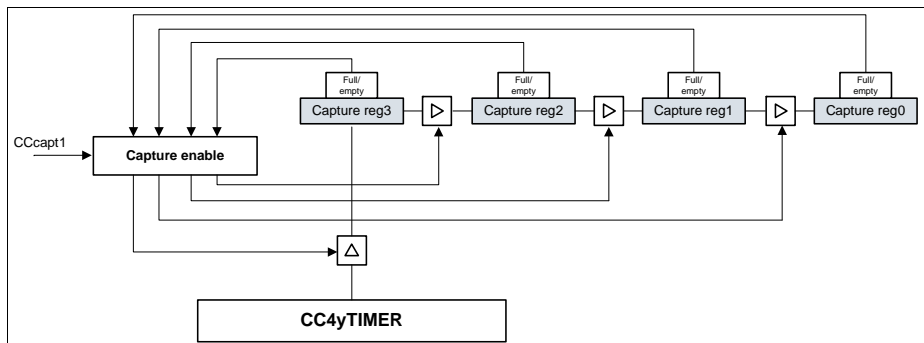 Full/
empty
Full/
empty
Full/
empty
Full/
empty
Capture reg3
Capture reg2
Capture reg1
Capture reg0
CCcapt1
Capture enable
CC4yTIMER